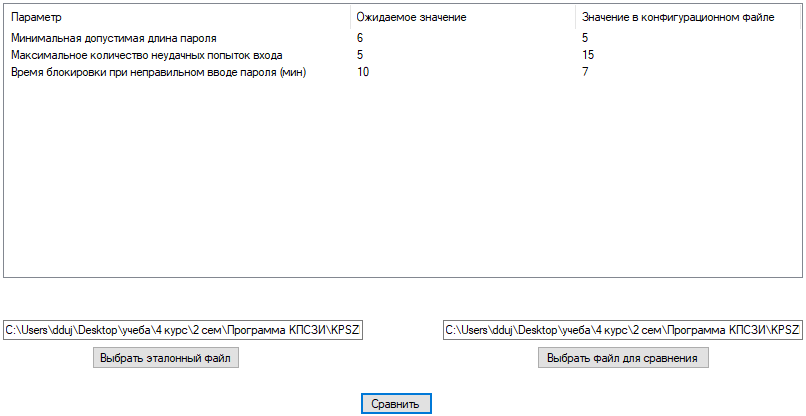 Параметр Ожидаемое значение Значение в конфигурационном файле
Минимальная допустимая длина пароля 6 5
Максимальное количество неудачных попыток входа 5 15
Время блокировки при неправильном вводе пароля (мин) 10 7
C:\Users\dduj\Desktop\учеба\4 курс\2 сем\Программа КПСЗИ\KPSZ C:\Users\dduj\Desktop\учеба\4 курс\2 сем\Программа КПСЗИ\KPSZ
Выбрать эталонный файл Выбрать файл для сравнения
Сравнить